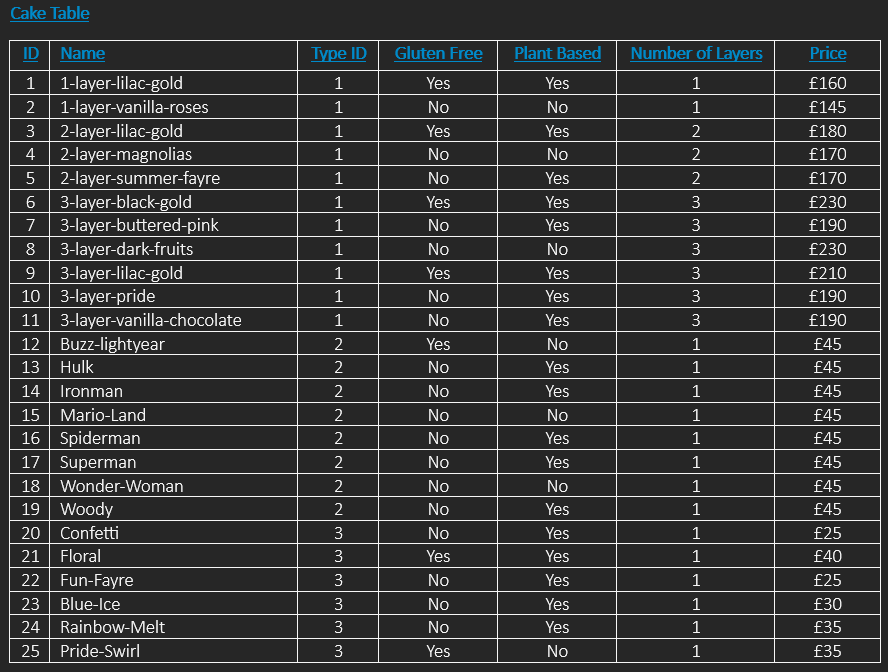 Cake Table
ID Name Type ID Gluten Free Plant Based Number of Layers Price
1 1-layer-lilac-gold 1 Yes Yes 1 £160
2 1-layer-vanilla-roses 1 No No 1 £145
3 2-layer-lilac-gold 1 Yes Yes 2 £180
4 2-layer-magnolias 1 No No 2 £170
5 2-layer-summer-fayre 1 No Yes 2 £170
6 3-layer-black-gold 1 Yes Yes 3 £230
7 3-layer-buttered-pink 1 No Yes 3 £190
8 3-layer-dark-fruits 1 No No 3 £230
9 3-layer-lilac-gold 1 Yes Yes 3 £210
10 3-layer-pride 1 No Yes 3 £190
11 3-layer-vanilla-chocolate 1 No Yes 3 £190
12 Buzz-lightyear 2 Yes No 1 £45
13 Hulk 2 No Yes 1 £45
14 Ironman 2 No Yes 1 £45
15 Mario-Land 2 No No 1 £45
16 Spiderman 2 No Yes 1 £45
17 Superman 2 No Yes 1 £45
18 Wonder-Woman 2 No No 1 £45
19 Woody 2 No Yes 1 £45
20 Confetti 3 No Yes 1 £25
21 Floral 3 Yes Yes 1 £40
22 Fun-Fayre 3 No Yes 1 £25
23 Blue-Ice 3 No Yes 1 £30
24 Rainbow-Melt 3 No Yes 1 £35
25 Pride-Swirl 3 Yes No 1 £35